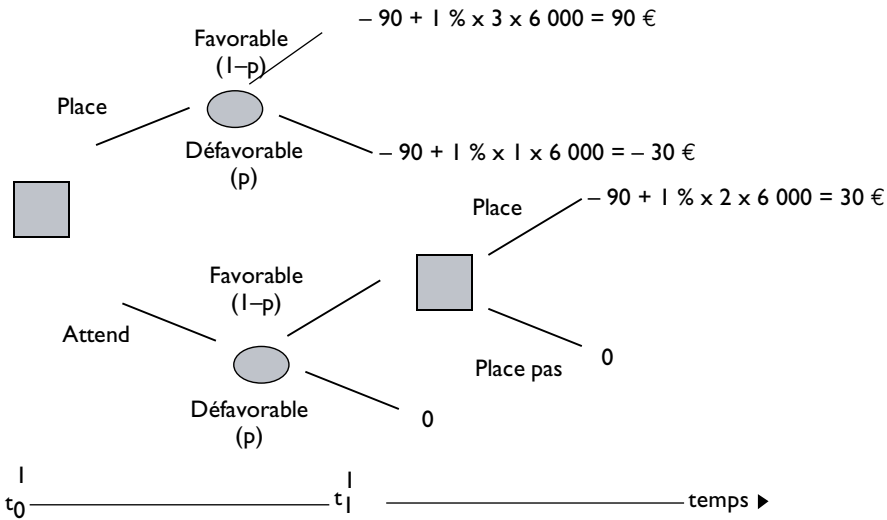 – 90 + 1 % x 3 x 6 000 = 90 €
Favorable
(1–p)
Place
Défavorable
(p)
– 90 + 1 % x 1 x 6 000 = – 30 €
Place
– 90 + 1 % x 2 x 6 000 = 30 €
Favorable
(1–p)
Attend
Place pas
0
Défavorable
(p)
0
t0
t1
temps